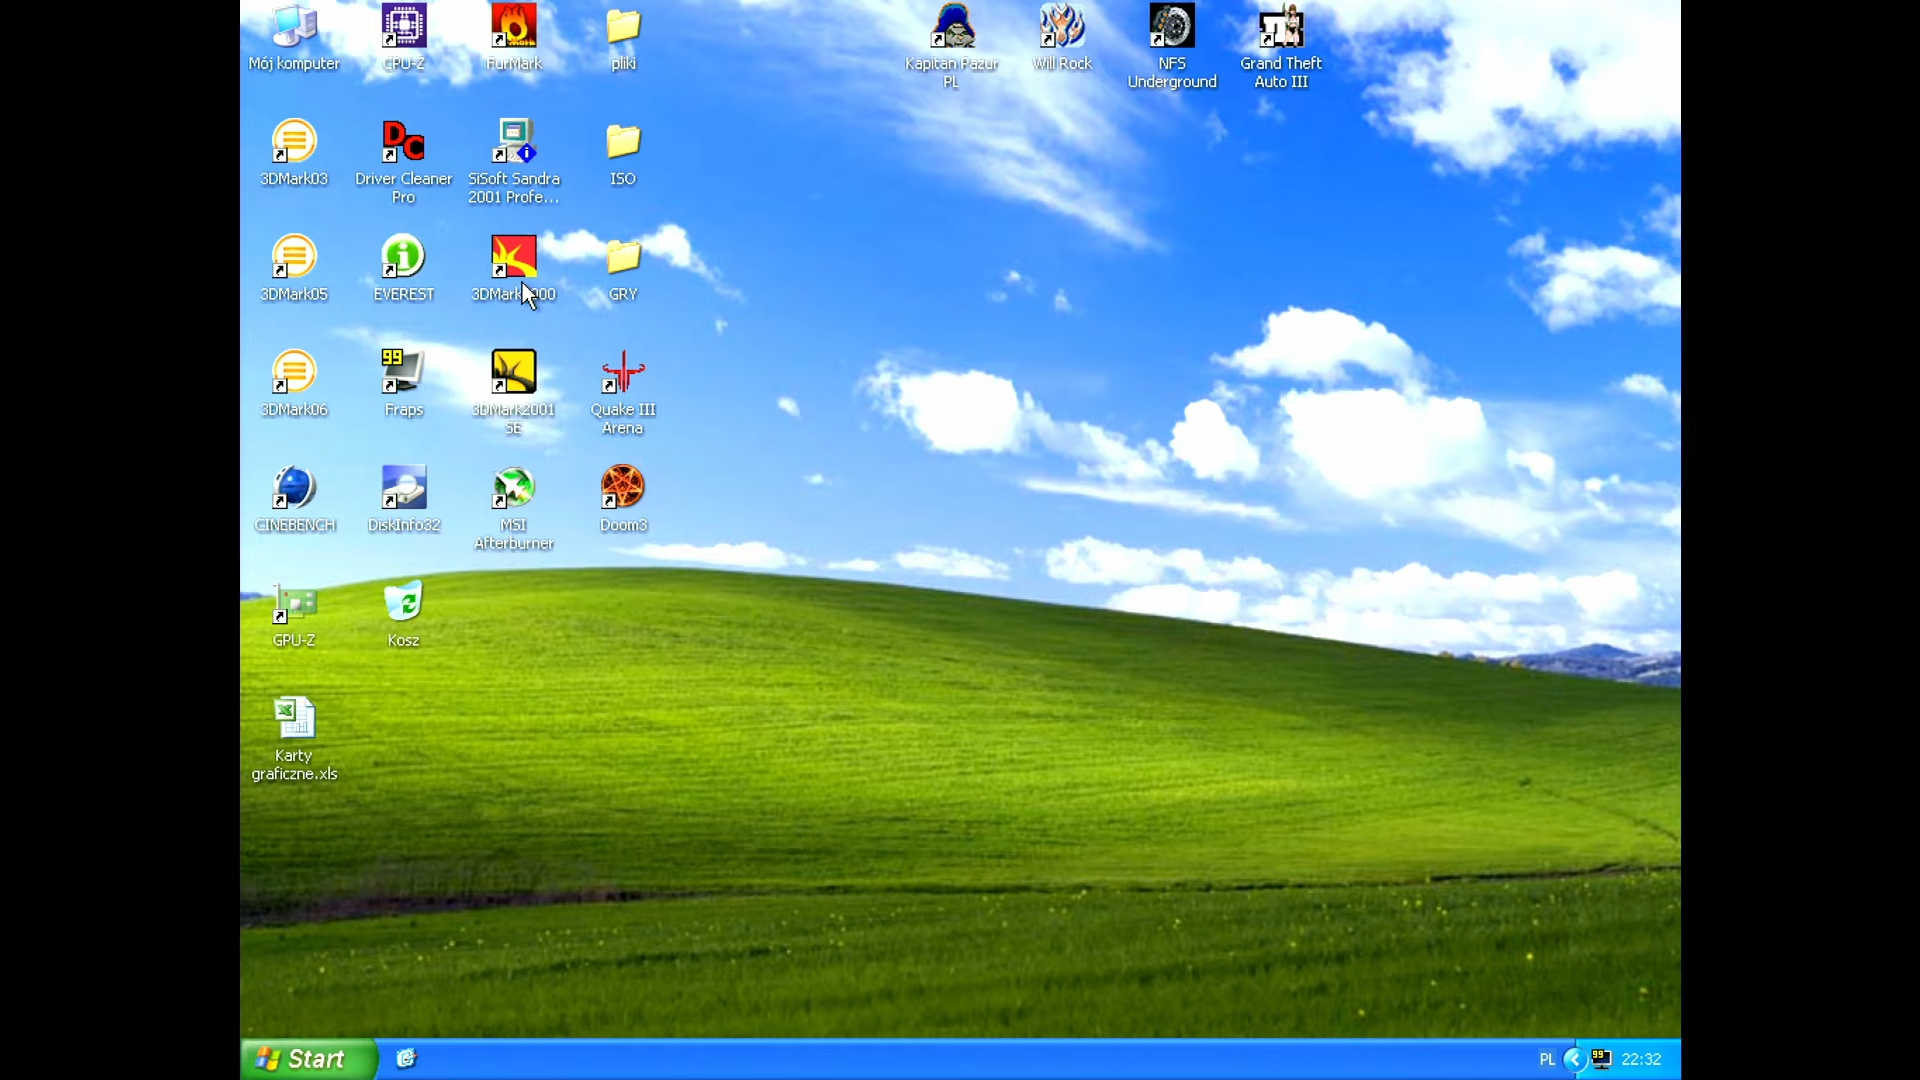 Mój komputer
CPU-Z
FurMark
pliki
Kapitan Pazur
PL
Will Rock
NFS
Underground
Grand Theft
Auto III
3DMark03
Driver Cleaner
Pro
SiSoft Sandra
2001 Profe...
ISO
3DMark05
EVEREST
3DMark2000
GRY
3DMark06
99
Fraps
3DMark2001
SE
Quake III
Arena
CINEBENCH
DiskInfo32
MSI
Afterburner
Doom3
GPU-Z
Kosz
Karty
graficzne.xls
Start
PL
99
22:32